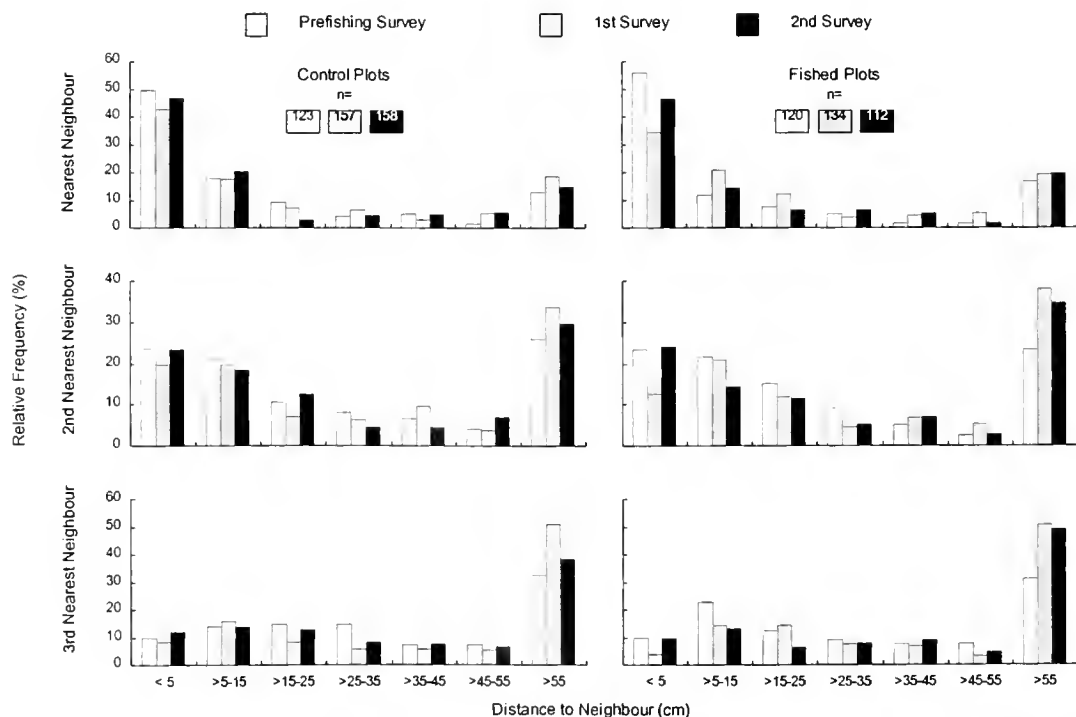 Prefishing Survey 1st Survey 2nd Survey
Relative Frequency (%)
Nearest Neighbour
60
50
40
30
20
10
0
Control Plots
n=
123 157 158
Fished Plots
n=
120 134 112
2nd Nearest Neighbour
40
30
20
10
0
3rd Nearest Neighbour
60
50
40
30
20
10
0
< 5 >5-15 >15-25 >25-35 >35-45 >45-55 >55
< 5 >5-15 >15-25 >25-35 >35-45 >45-55 >55
Distance to Neighbour (cm)